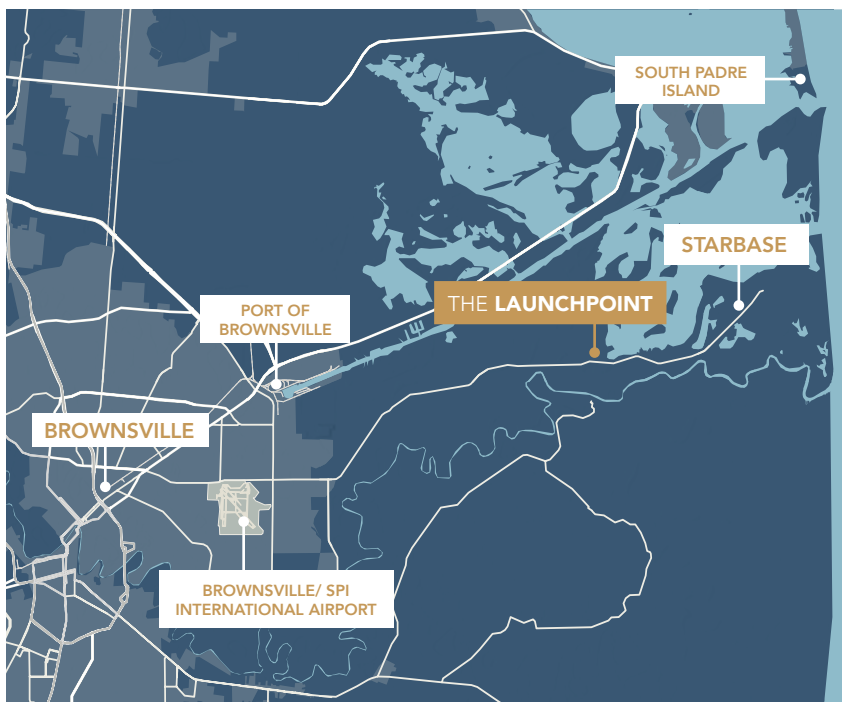 SOUTH PADRE
ISLAND
STARBASE
THE LAUNCHPOINT
PORT OF
BROWNSVILLE
BROWNSVILLE
BROWNSVILLE/ SPI
INTERNATIONAL AIRPORT